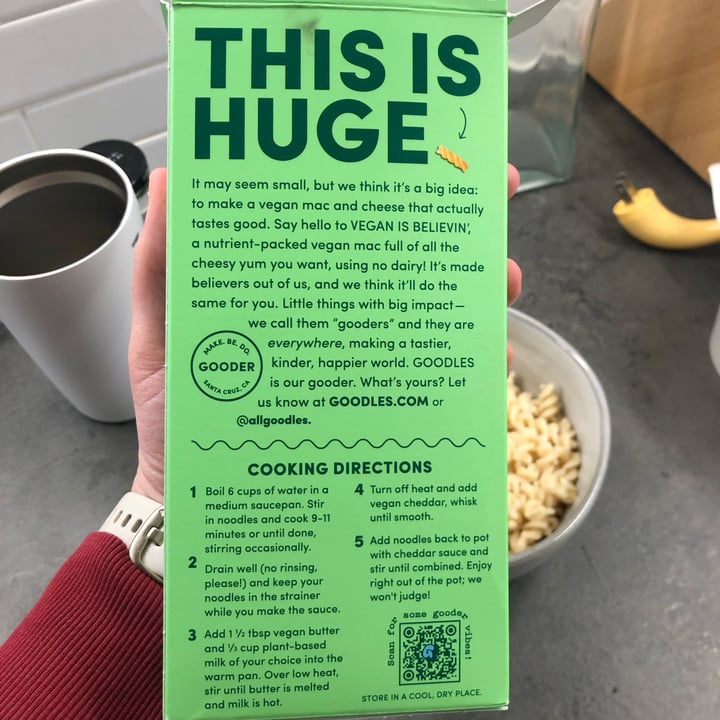 THIS IS
HUGE
It may seem small, but we think it's a big idea:
to make a vegan mac and cheese that actually
tastes good. Say hello to VEGAN IS BELIEVIN',
a nutrient-packed vegan mac full of all the
cheesy yum you want, using no dairy! It's made
believers out of us, and we think it'll do the
same for you. Little things with big impact—
we call them "gooders" and they are
everywhere, making a tastier,
kinder, happier world. GOODLES
is our gooder. What's yours? Let
us know at GOODLES.COM or
@allgoodles.
MAKE. BE. DO.
GOODER
SANTA CRUZ, CA
COOKING DIRECTIONS
1 Boil 6 cups of water in a
medium saucepan. Stir
in noodles and cook 9-11
minutes or until done,
stirring occasionally.
2 Drain well (no rinsing,
please!) and keep your
noodles in the strainer
while you make the sauce.
3 Add 1 ½ tbsp vegan butter
and ⅓ cup plant-based
milk of your choice into the
warm pan. Over low heat,
stir until butter is melted
and milk is hot.
4 Turn off heat and add
vegan cheddar, whisk
until smooth.
5 Add noodles back to pot
with cheddar sauce and
stir until combined. Enjoy
right out of the pot; we
won't judge!
Scan for some gooder vibes!
STORE IN A COOL, DRY PLACE.